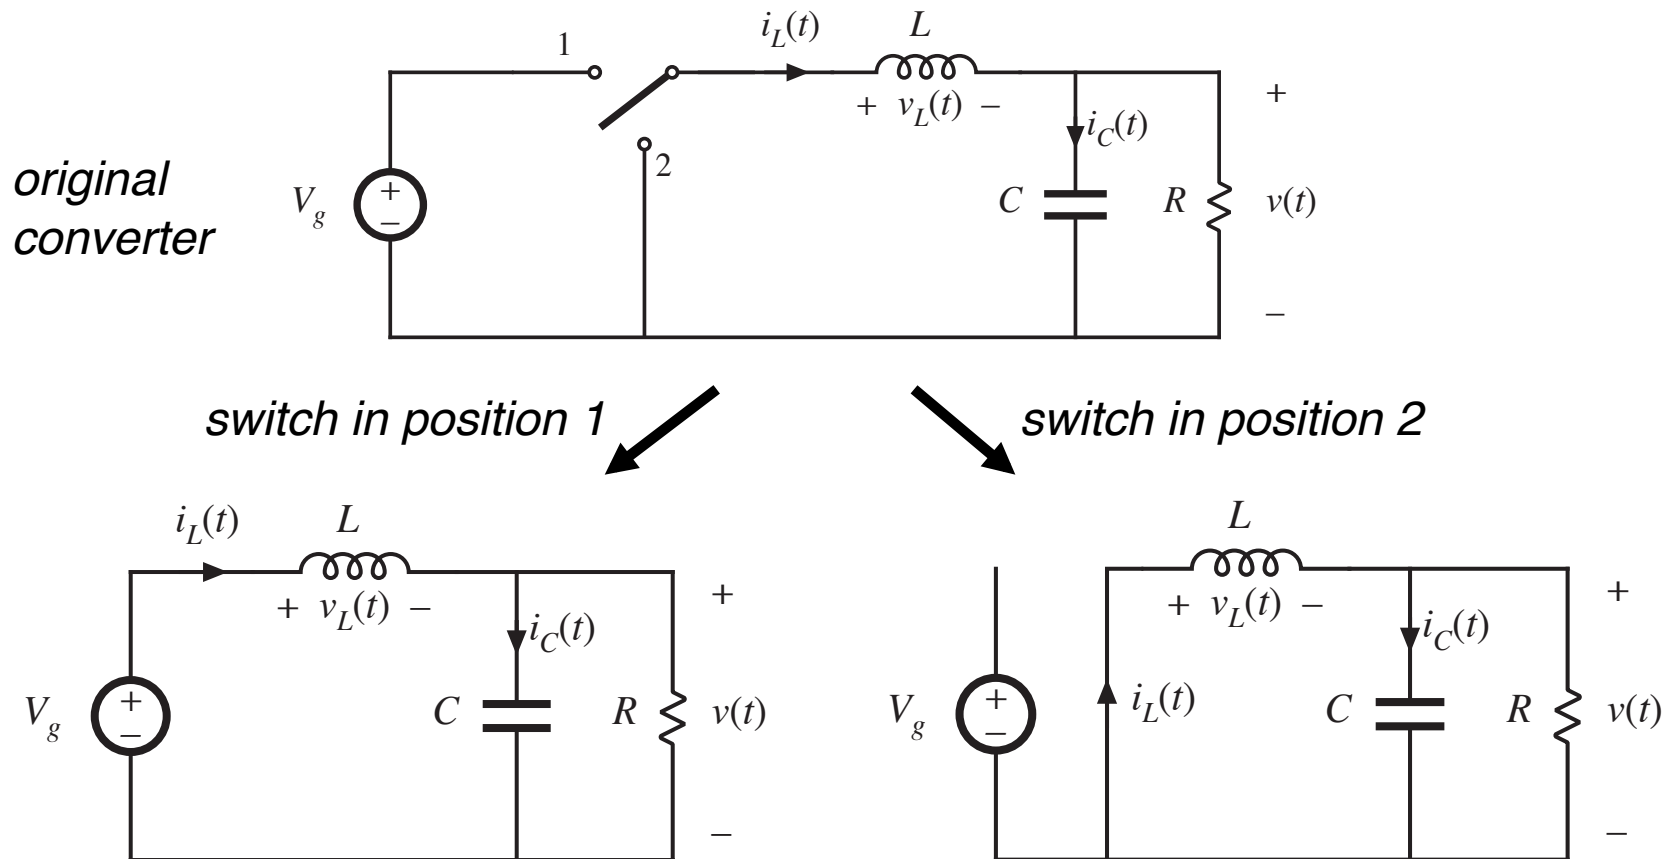 i_L(t) L
1
+ v_L(t) –
+
i_C(t)
2
original
converter
V_g
+
–
C
R
v(t)
–
switch in position 1
switch in position 2
i_L(t)
L
+ v_L(t) –
+
i_C(t)
V_g
+
–
C
R
v(t)
–
L
+ v_L(t) –
+
i_C(t)
V_g
+
–
i_L(t)
C
R
v(t)
–